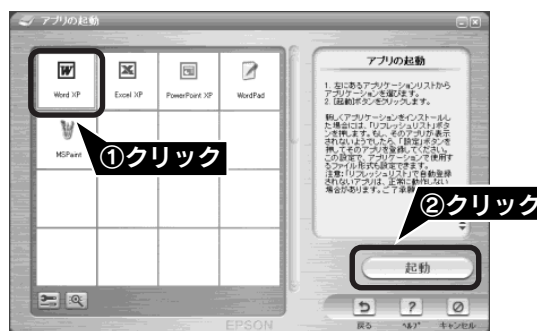 アプリの起動
Word XP
Excel XP
PowerPoint XP
WordPad
MSPaint
①クリック
アプリの起動
1. 左にあるアプリケーションリストから
アプリケーションを選びます。
2. [起動]ボタンをクリックします。
新しくアプリケーションをインストールし
た場合には、「リフレッシュリスト」ボタ
ンを押します。もし、そのアプリが表示
されないようでしたら、「設定」ボタンを
押してそのアプリを登録してください。
この設定で、アプリケーションで使用す
るファイル形式も設定できます。
注意:「リフレッシュリスト」で自動登録
されないアプリは、正常に動作しない
場合があります。ご了承
②クリック
起動
EPSON
戻る
ヘルプ
キャンセル